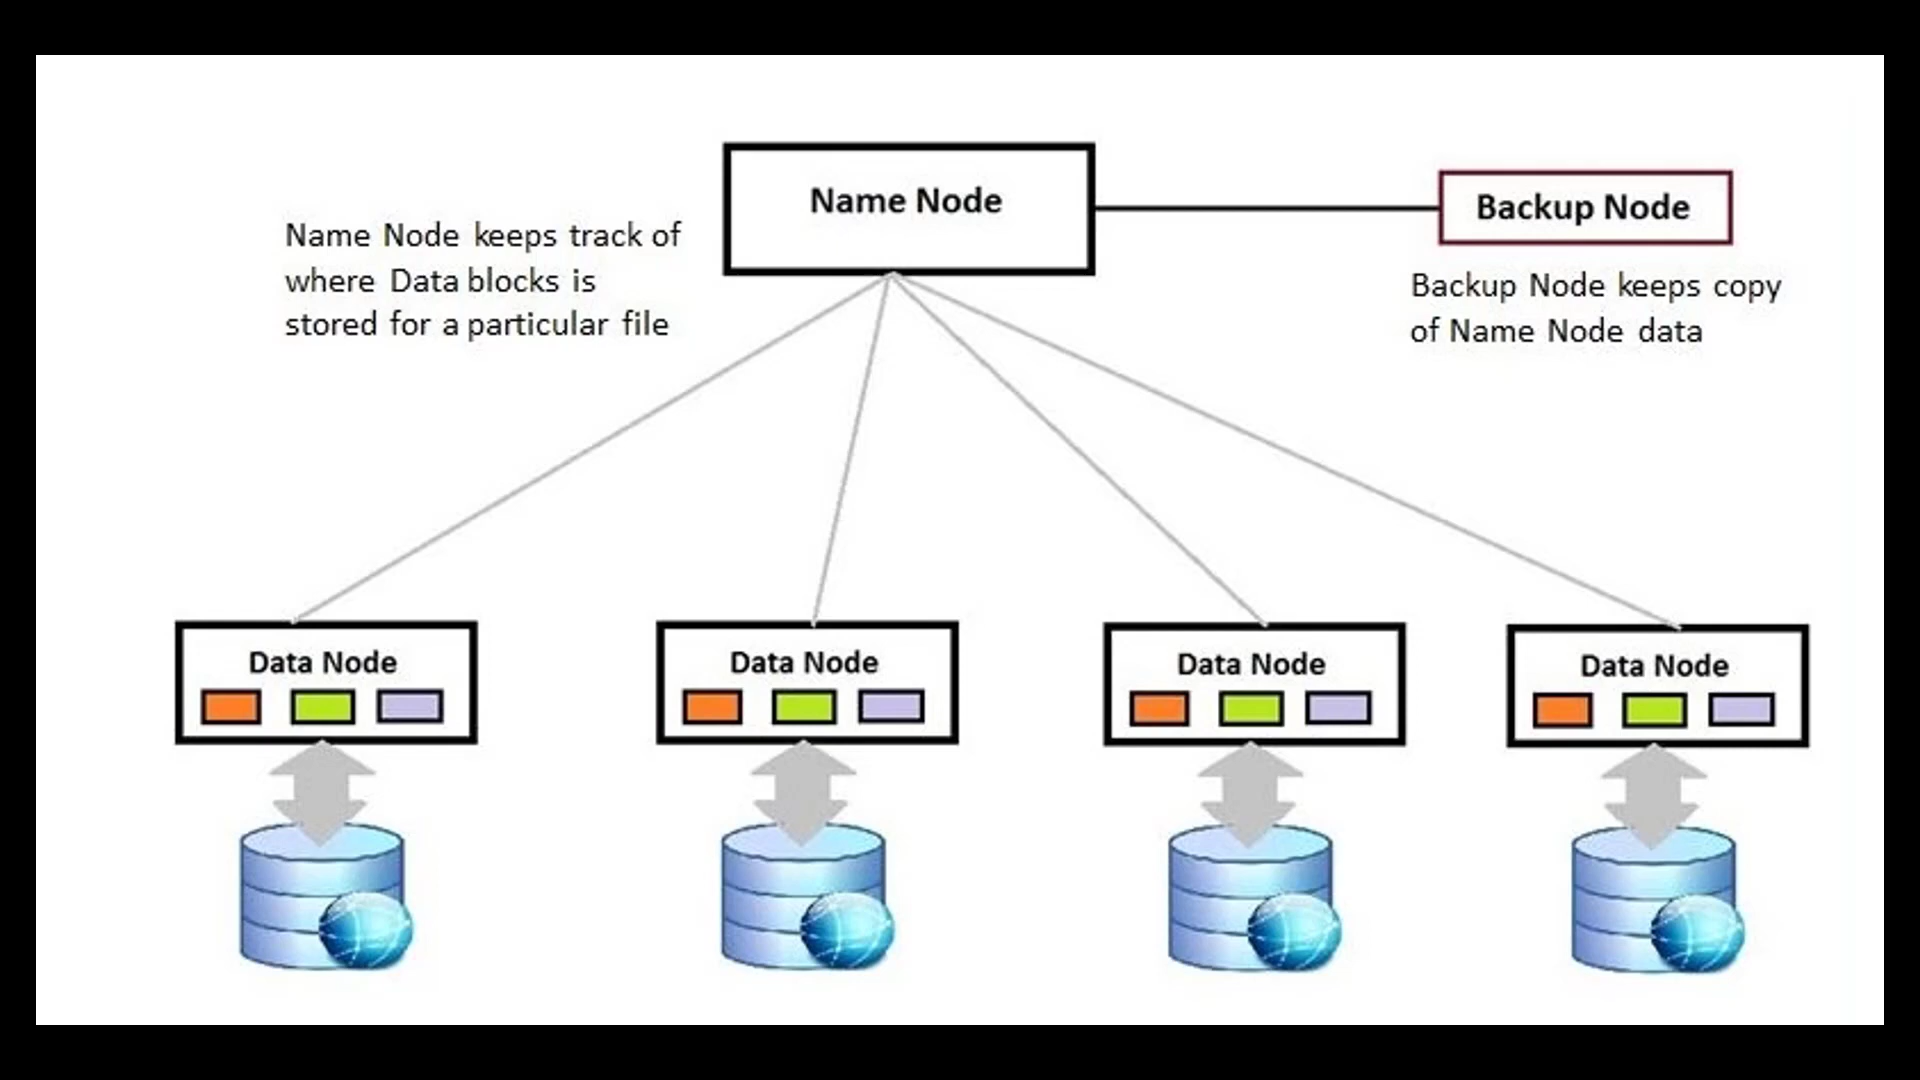 Name Node
Backup Node
Name Node keeps track of
where Data blocks is
stored for a particular file
Backup Node keeps copy
of Name Node data
Data Node
Data Node
Data Node
Data Node